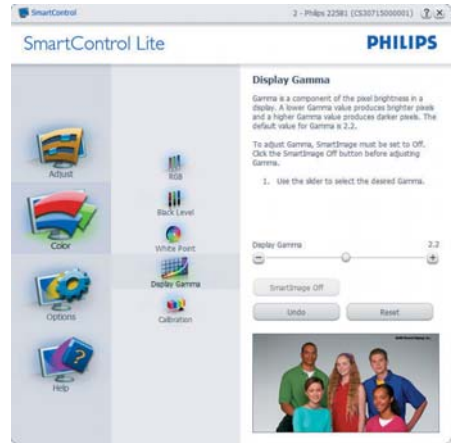 SmartControl
2 - Philips 225B1 (CS30715000001)
SmartControl Lite
PHILIPS
Adjust
Color
Options
Help
RGB
Black Level
White Point
Display Gamma
Calibration
Display Gamma
Gamma is a component of the pixel brightness in a
display. A lower Gamma value produces brighter pixels
and a higher Gamma value produces darker pixels. The
default value for Gamma is 2.2.
To adjust Gamma, SmartImage must be set to Off.
Click the SmartImage Off button before adjusting
Gamma.
1. Use the slider to select the desired Gamma.
Display Gamma :
2.2
SmartImage Off
Undo
Reset